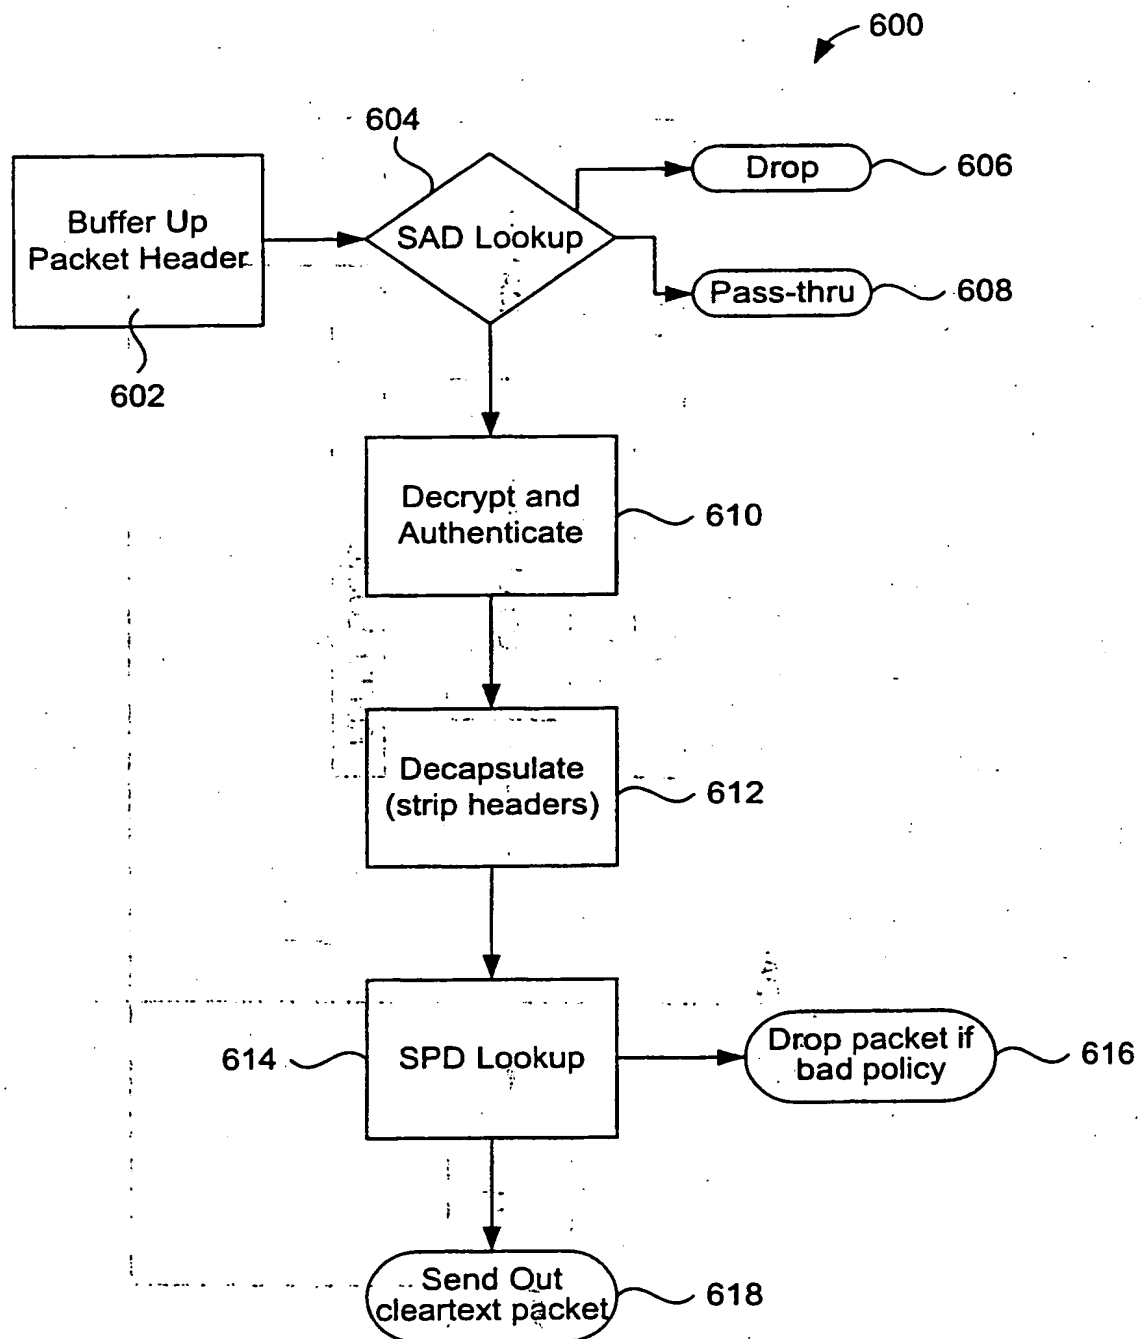 600
604
Drop
606
Buffer Up
Packet Header
SAD Lookup
Pass-thru
608
602
Decrypt and
Authenticate
610
Decapsulate
(strip headers)
612
614
SPD Lookup
Drop packet if
bad policy
616
Send Out
cleartext packet
618